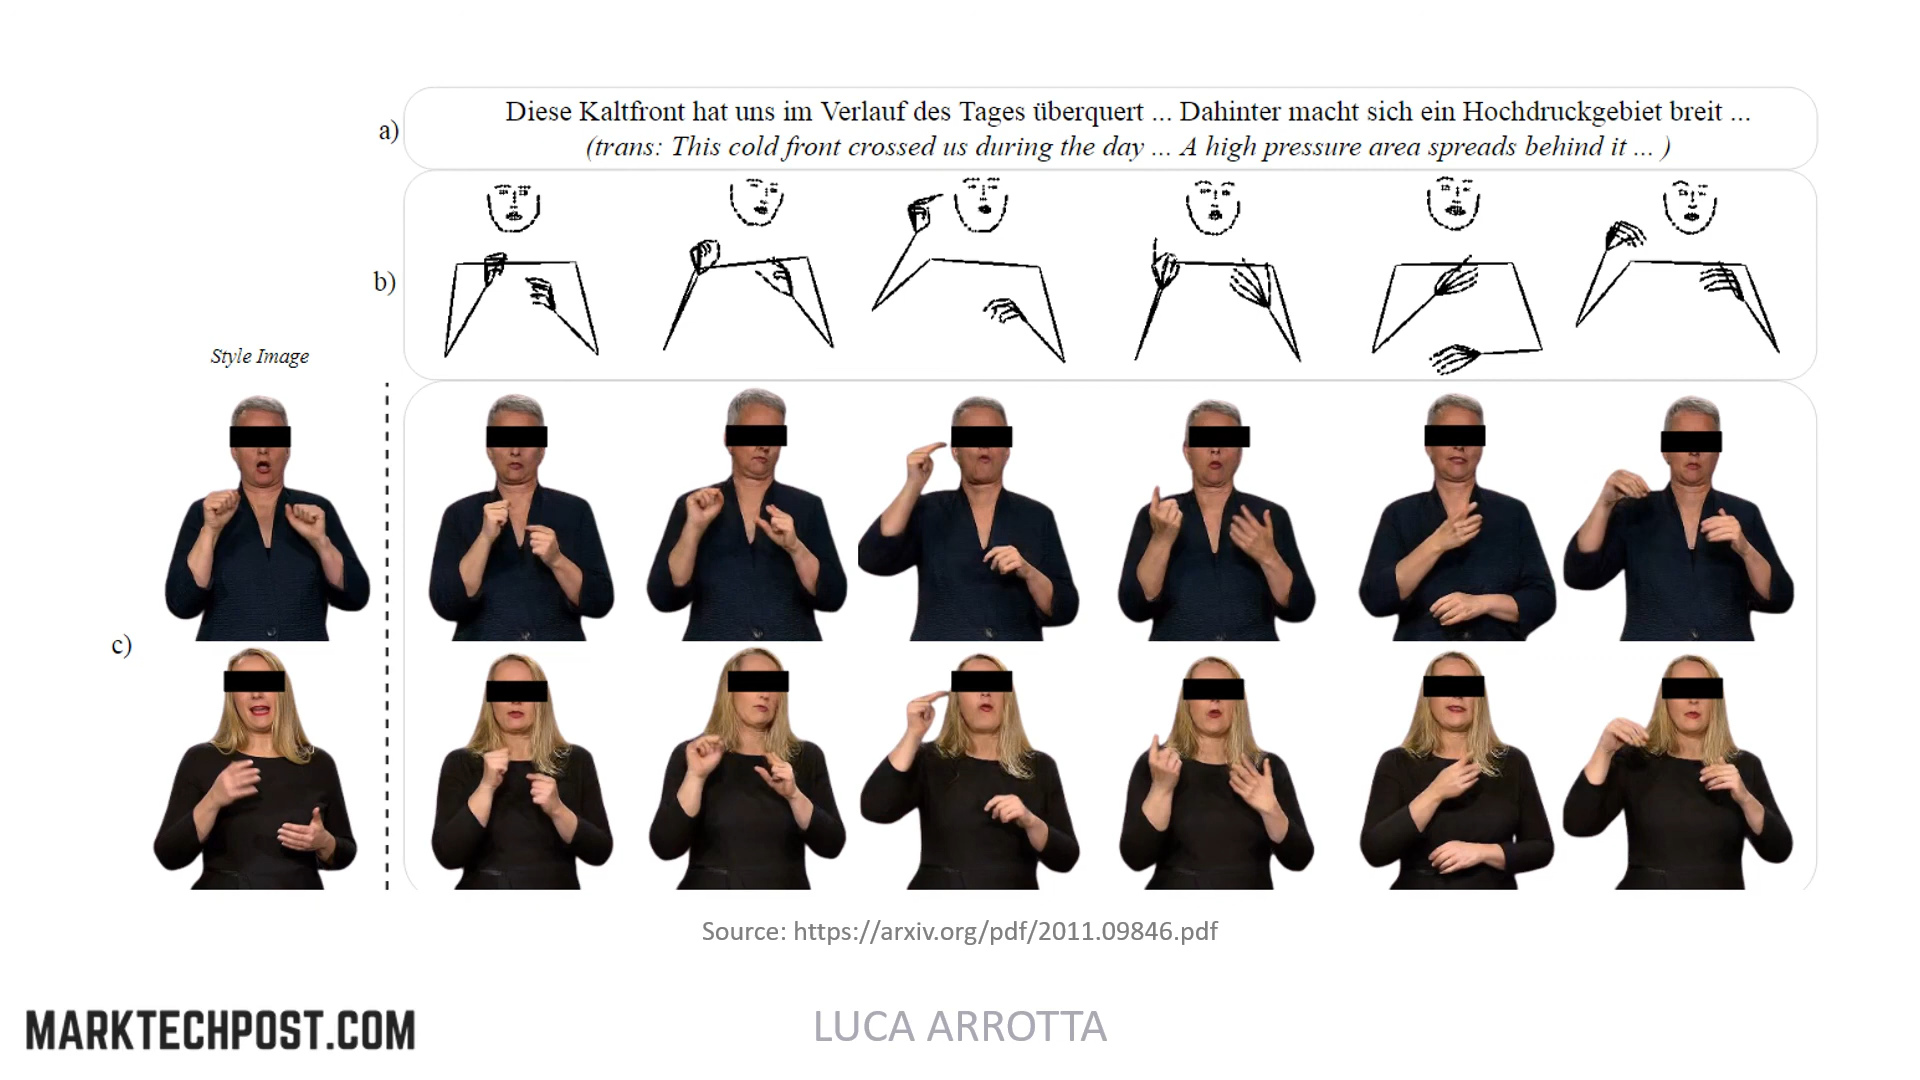 a)
Diese Kaltfront hat uns im Verlauf des Tages überquert ... Dahinter macht sich ein Hochdruckgebiet breit ...
(trans: This cold front crossed us during the day ... A high pressure area spreads behind it ... )
b)
Style Image
c)
Source: https://arxiv.org/pdf/2011.09846.pdf
MARKTECHPOST.COM
LUCA ARROTTA